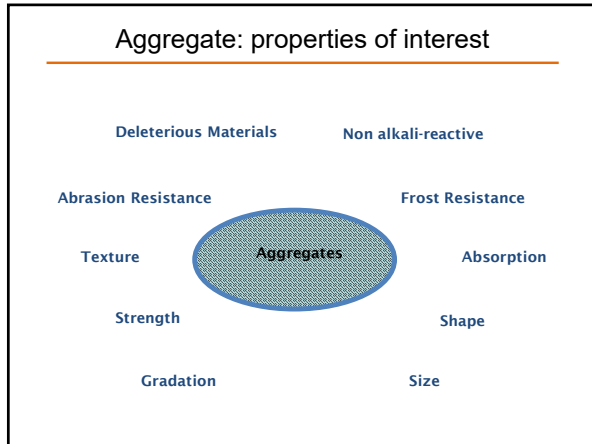 Aggregate: properties of interest
Deleterious Materials
Non alkali-reactive
Abrasion Resistance
Frost Resistance
Texture
Aggregates
Absorption
Strength
Shape
Gradation
Size